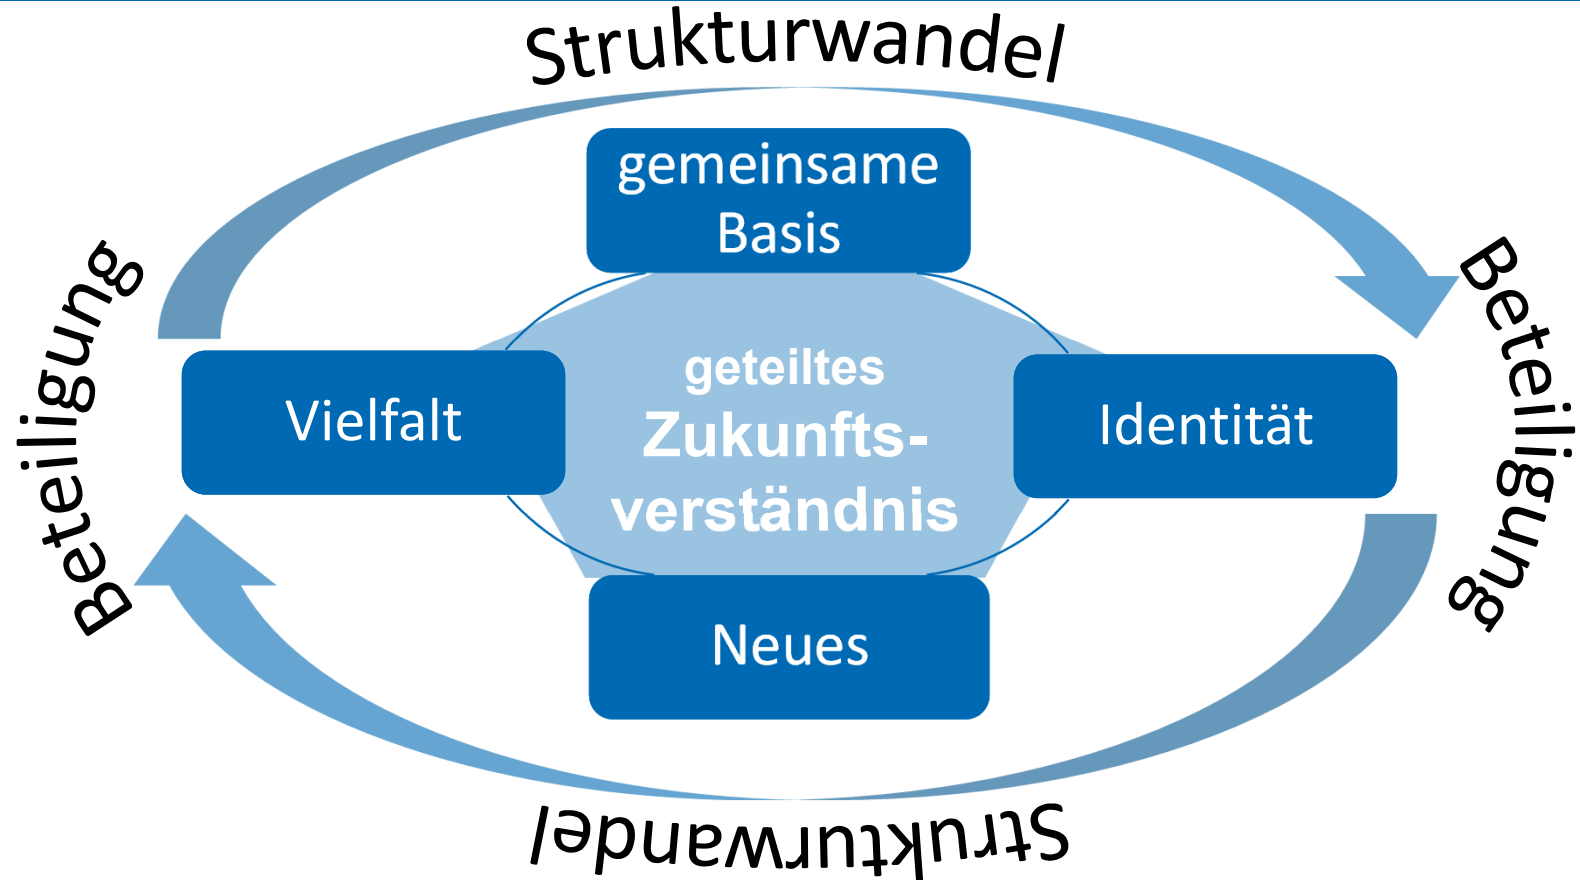 Strukturwandel
gemeinsame
Basis
Beteiligung
Beteiligung
Vielfalt
geteiltes
Zukunfts-
verständnis
Identität
Neues
Strukturwandel